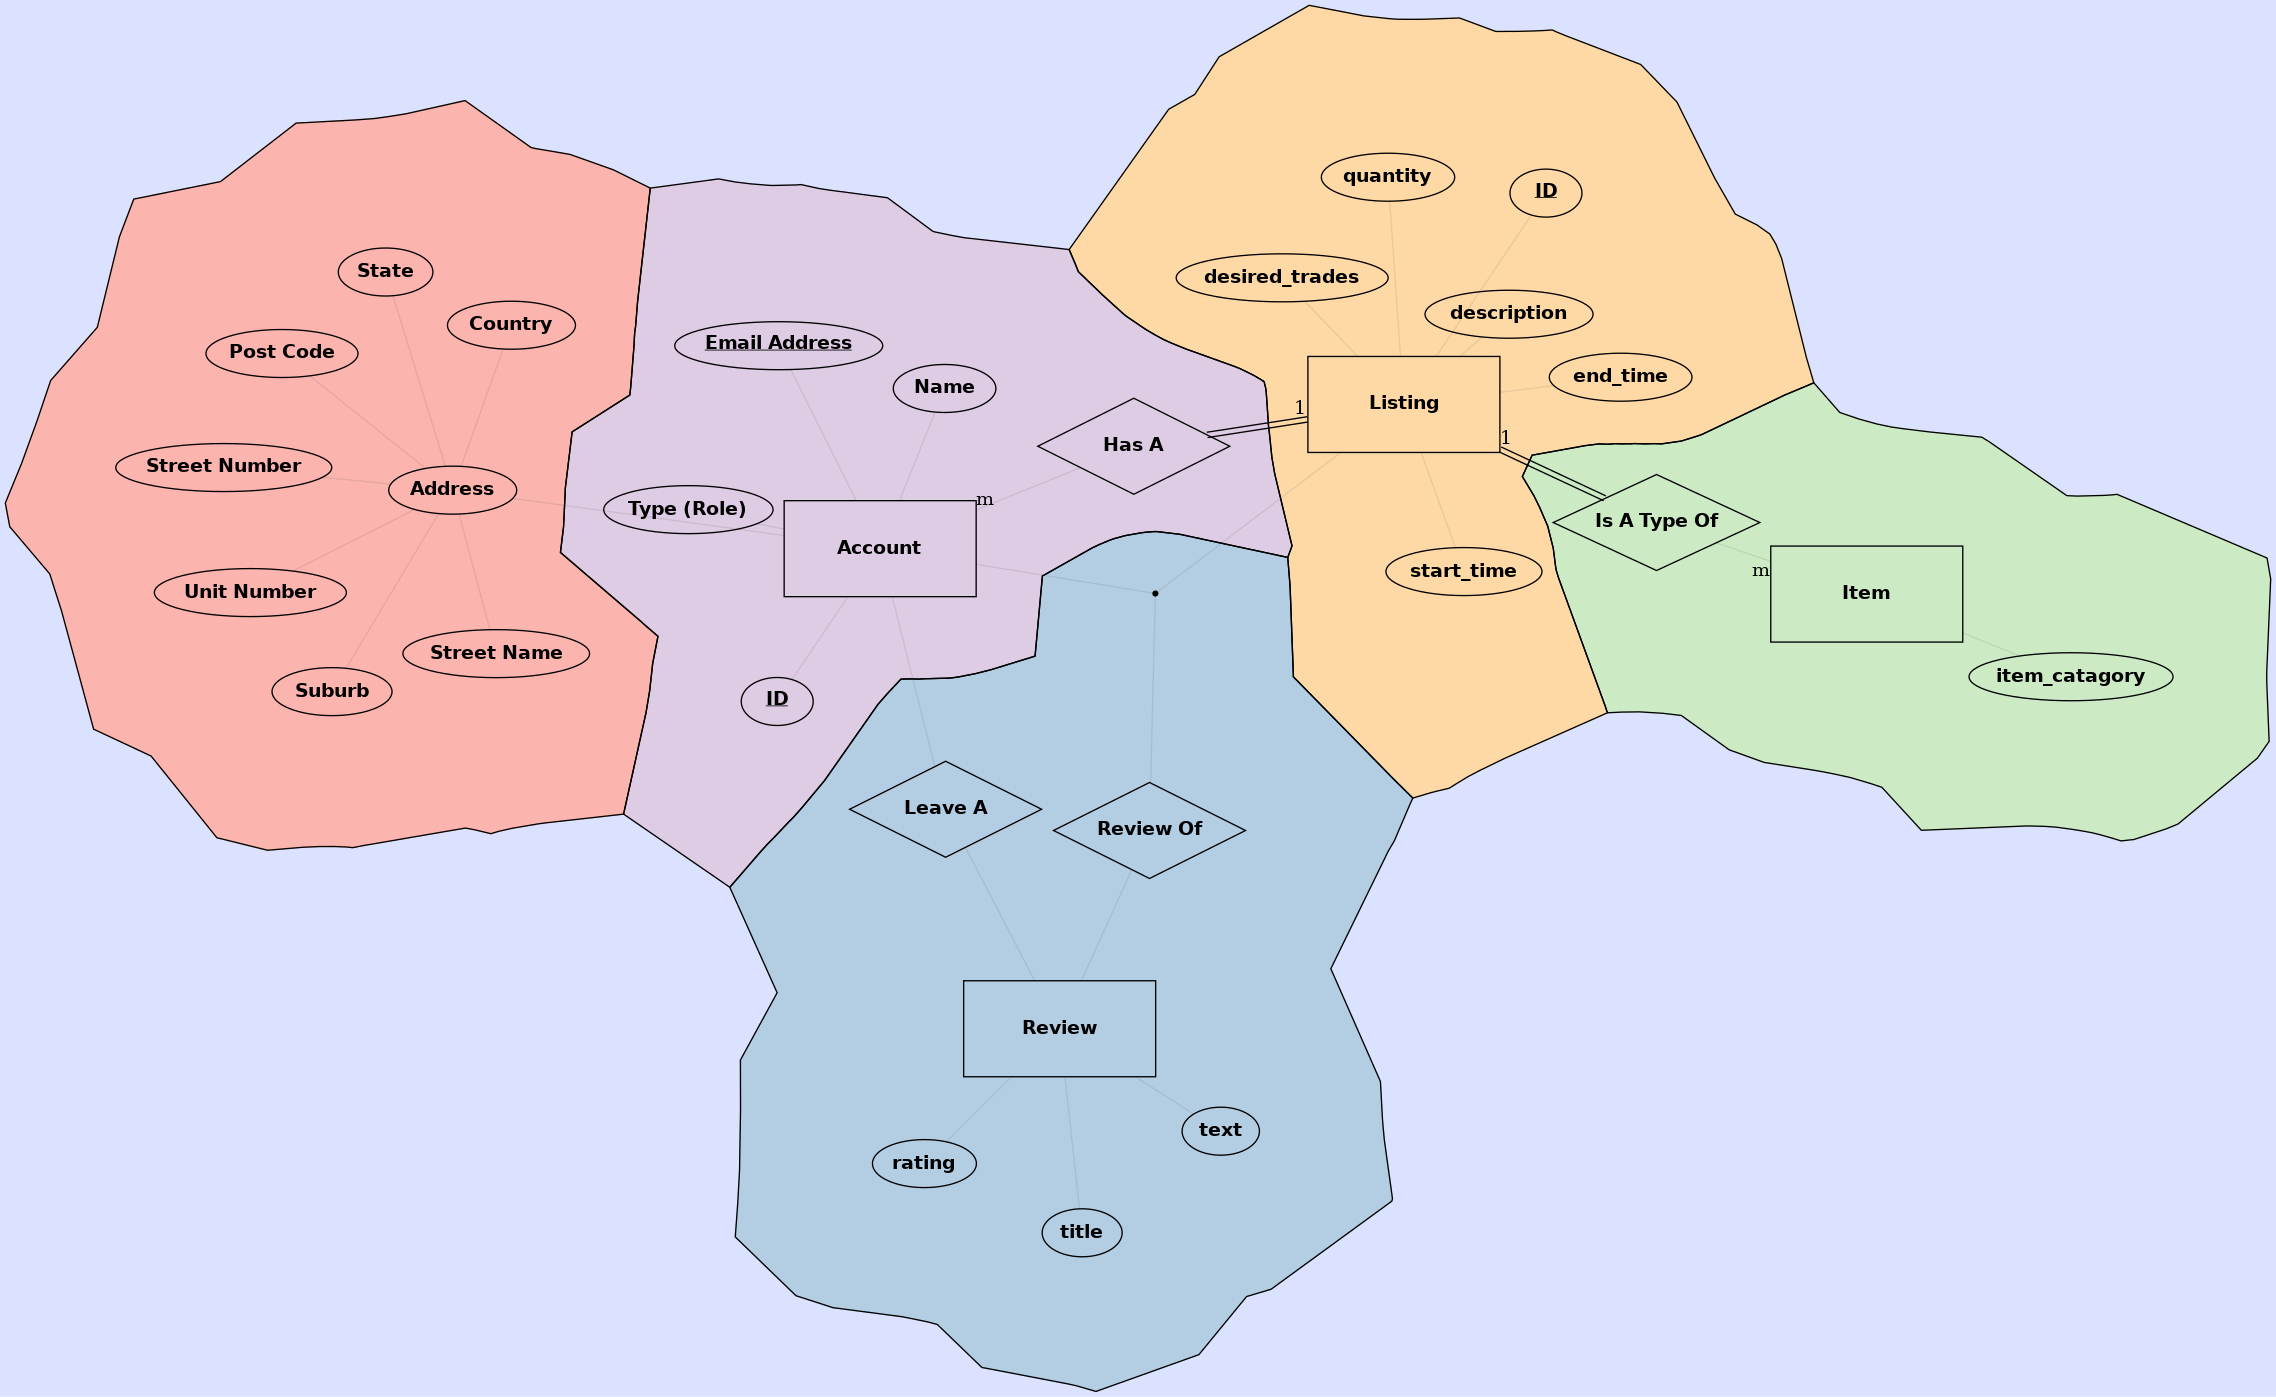 quantity
ID
State
desired_trades
description
Country
Email Address
Post Code
end_time
Name
Listing
1
1
Has A
Street Number
Address
m
Type (Role)
Is A Type Of
Account
start_time
m
Unit Number
Item
Street Name
item_catagory
Suburb
ID
Leave A
Review Of
Review
text
rating
title